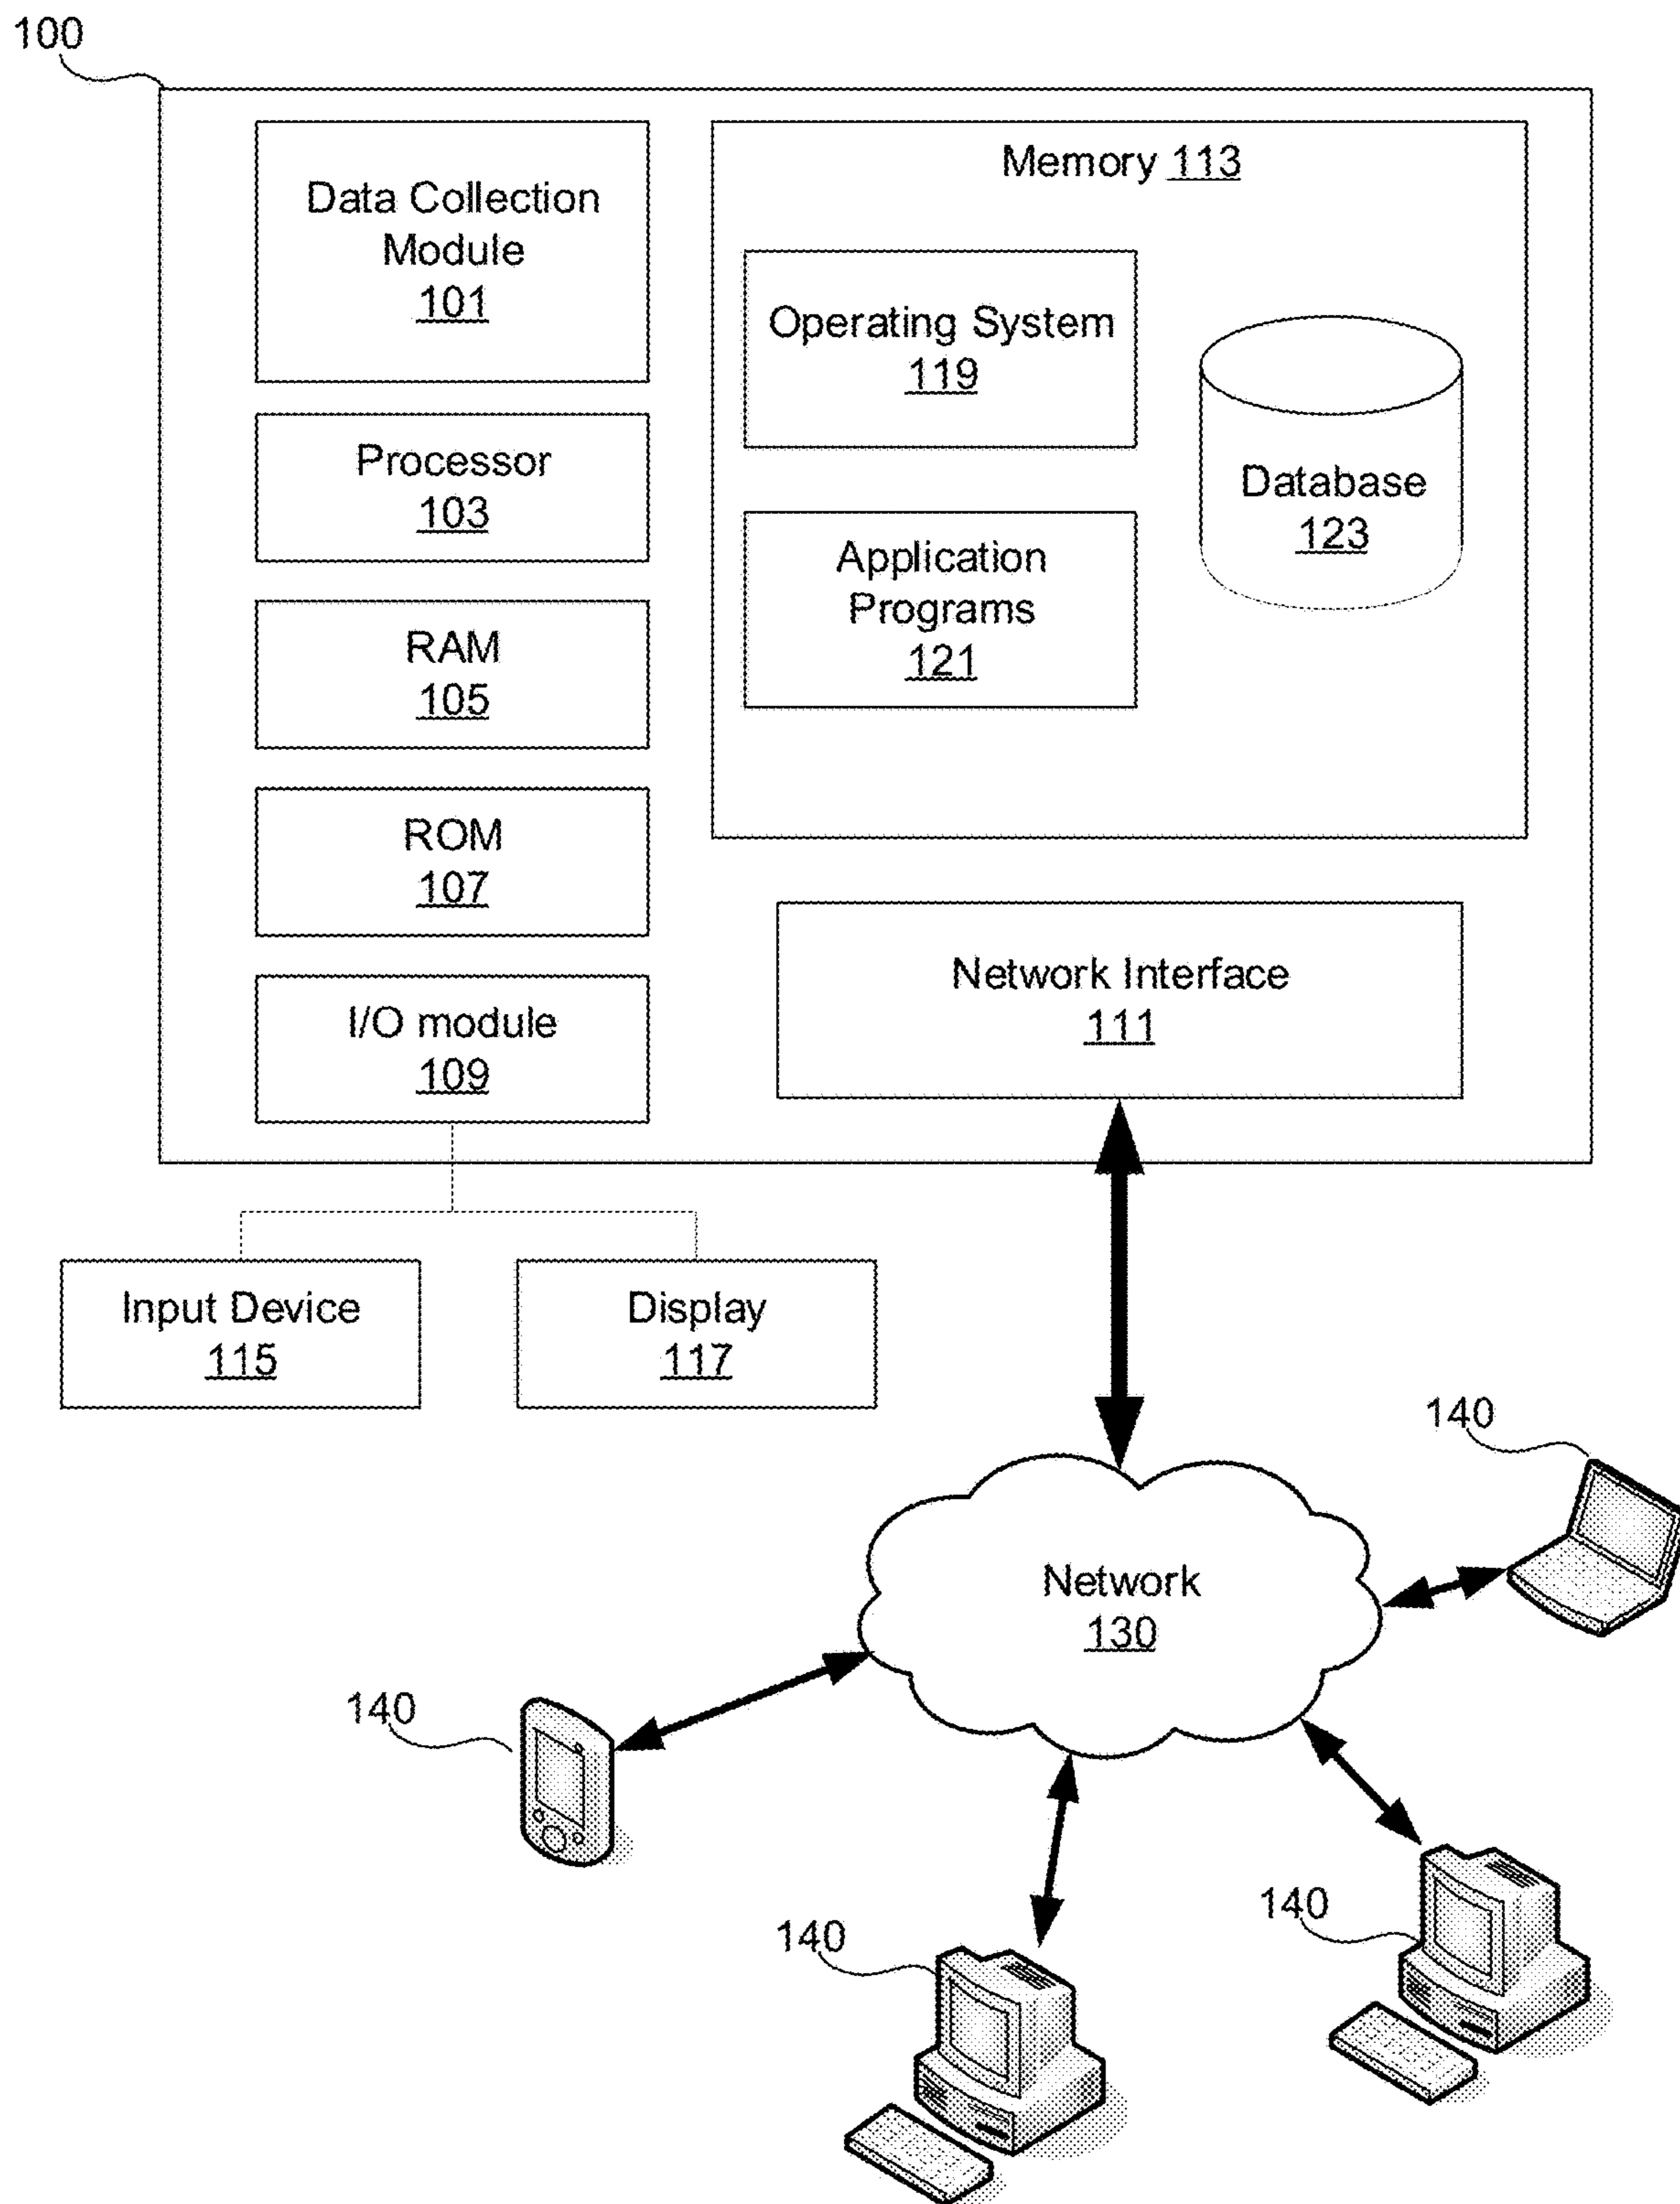 100
Data Collection
Module
101
Processor
103
RAM
105
ROM
107
I/O module
109
Memory 113
Operating System
119
Application
Programs
121
Database
123
Network Interface
111
Input Device
115
Display
117
Network
130
140
140
140
140